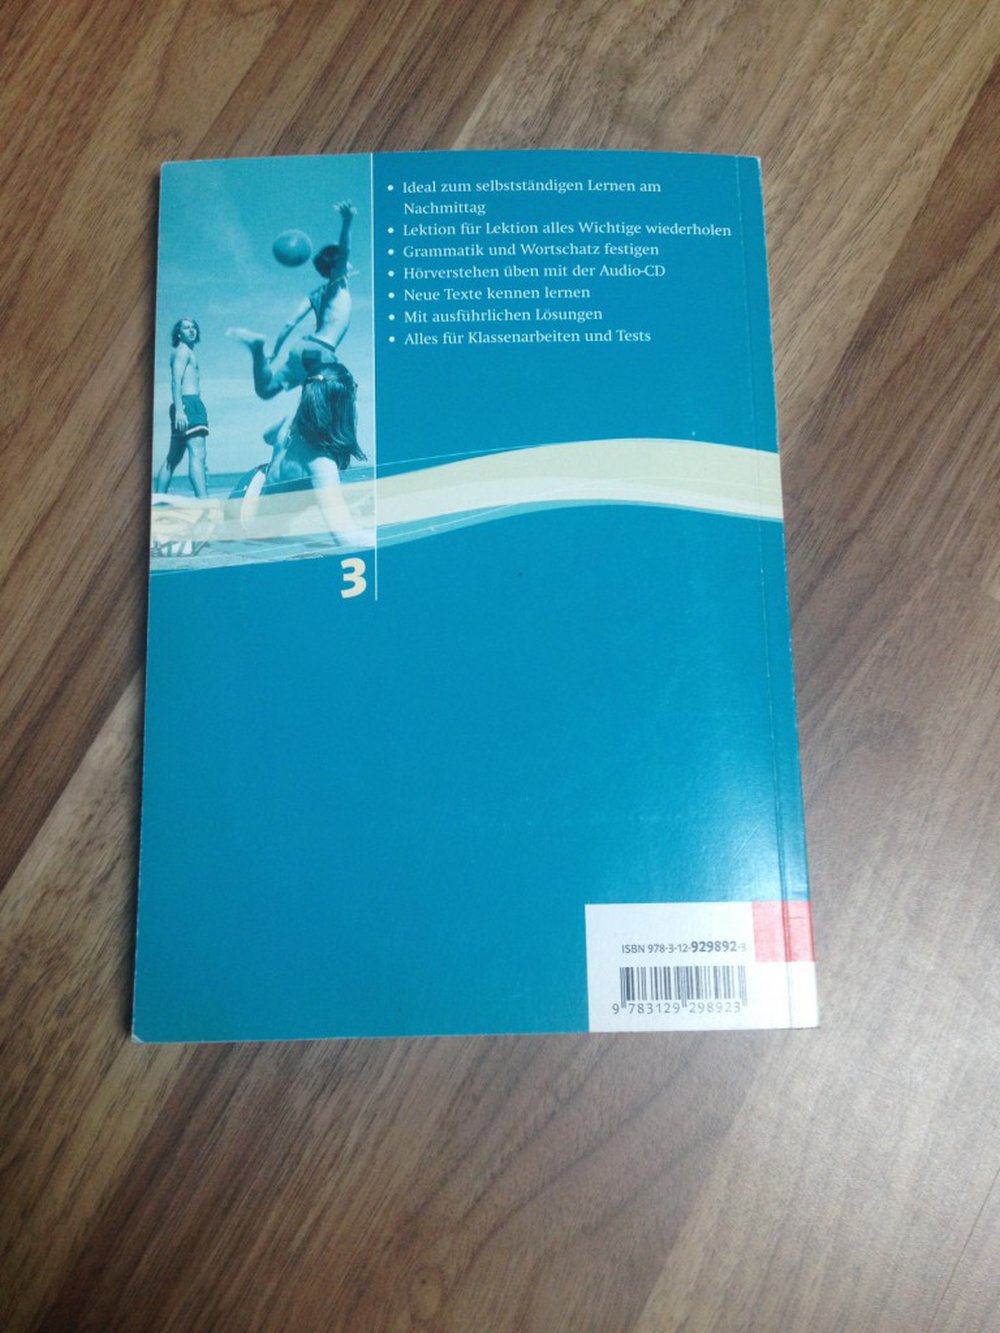 • Ideal zum selbstständigen Lernen am
Nachmittag
• Lektion für Lektion alles Wichtige wiederholen
• Grammatik und Wortschatz festigen
• Hörverstehen üben mit der Audio-CD
• Neue Texte kennen lernen
• Mit ausführlichen Lösungen
• Alles für Klassenarbeiten und Tests
3
ISBN 978-3-12-929892-3
9 783129 298923